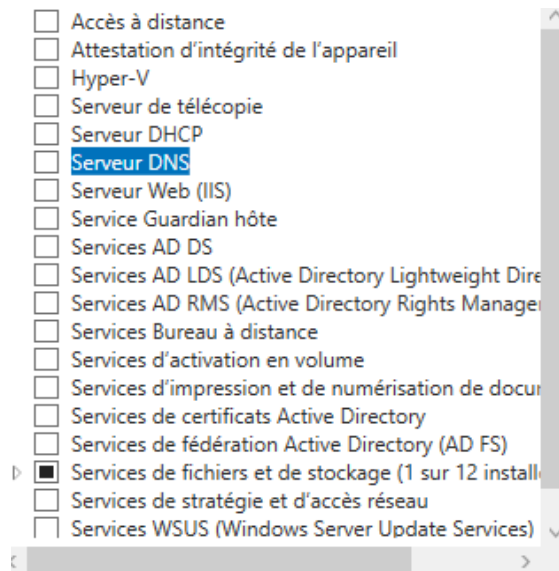 Accès à distance
Attestation d'intégrité de l'appareil
Hyper-V
Serveur de télécopie
Serveur DHCP
Serveur DNS
Serveur Web (IIS)
Service Guardian hôte
Services AD DS
Services AD LDS (Active Directory Lightweight Dire
Services AD RMS (Active Directory Rights Manager
Services Bureau à distance
Services d'activation en volume
Services d'impression et de numérisation de docur
Services de certificats Active Directory
Services de fédération Active Directory (AD FS)
Services de fichiers et de stockage (1 sur 12 installé
Services de stratégie et d'accès réseau
Services WSUS (Windows Server Update Services)